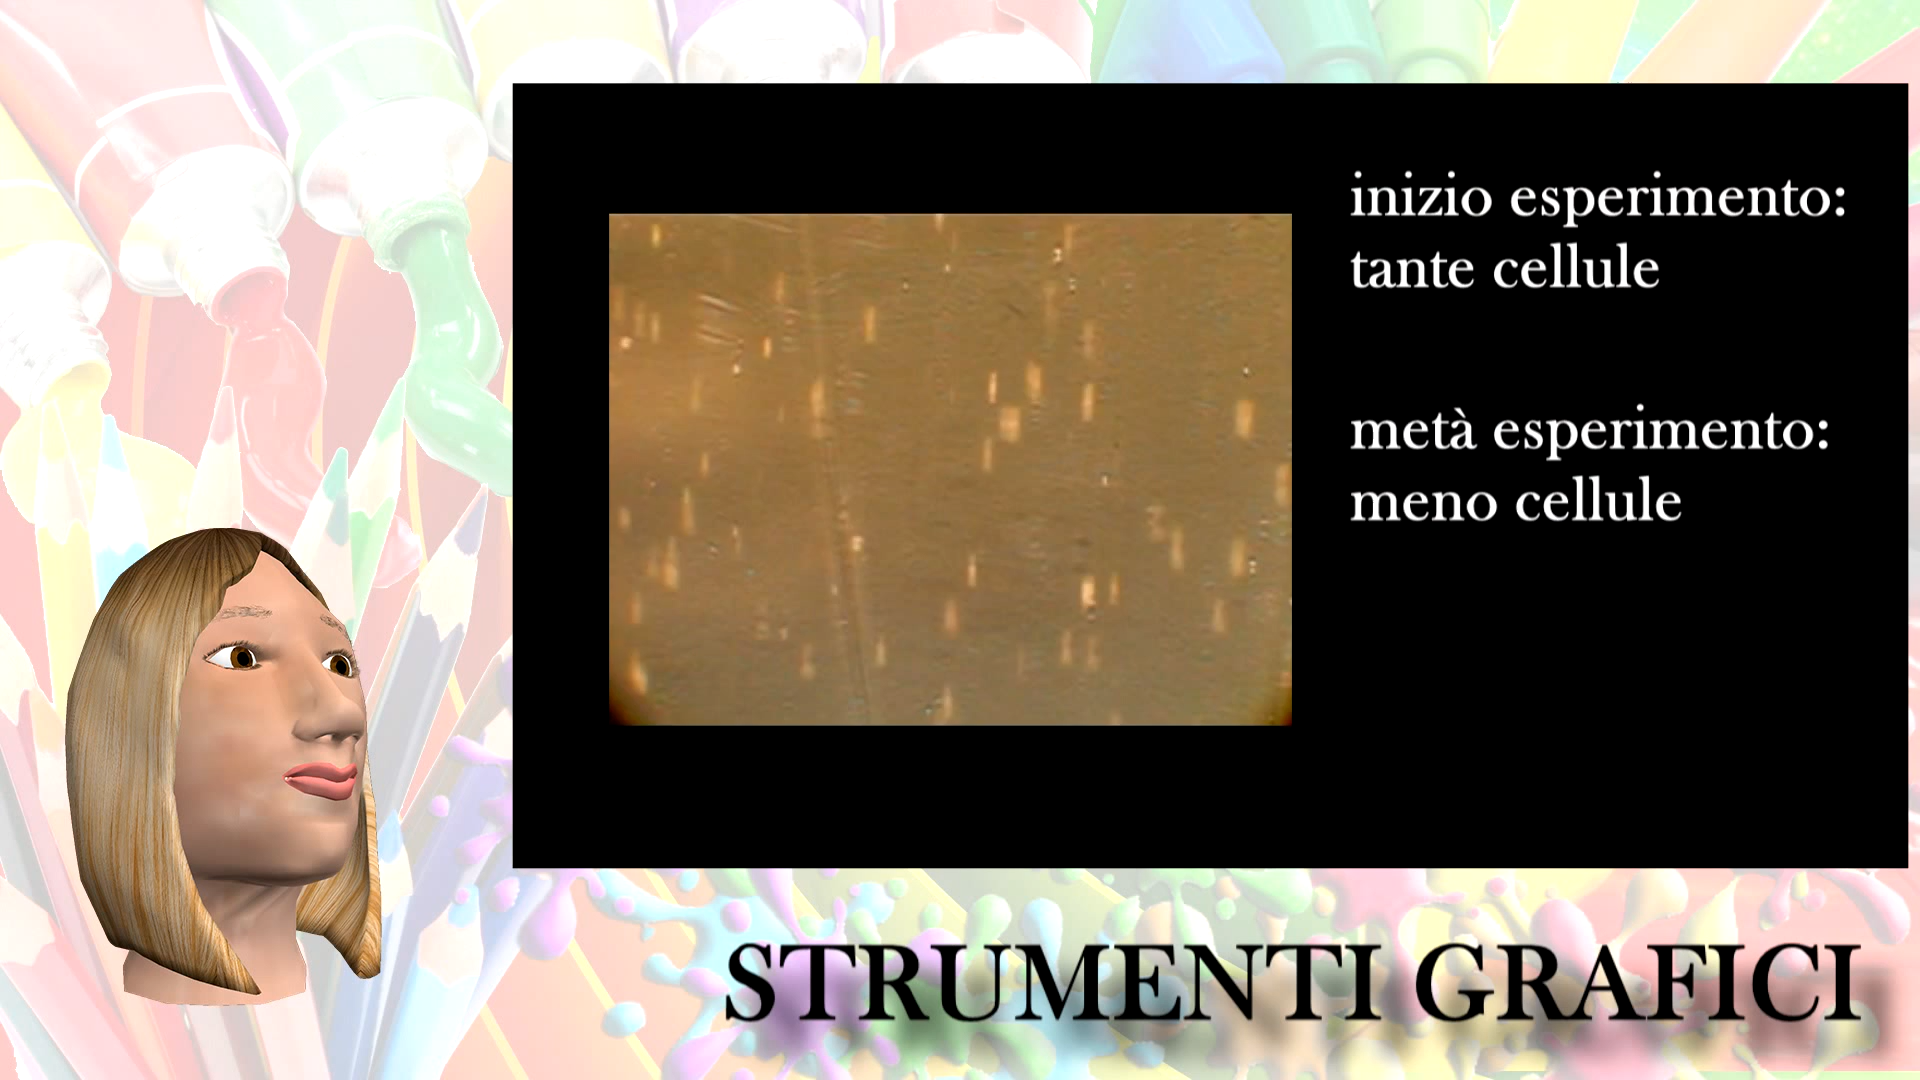 inizio esperimento:
tante cellule
metà esperimento:
meno cellule
STRUMENTI GRAFICI